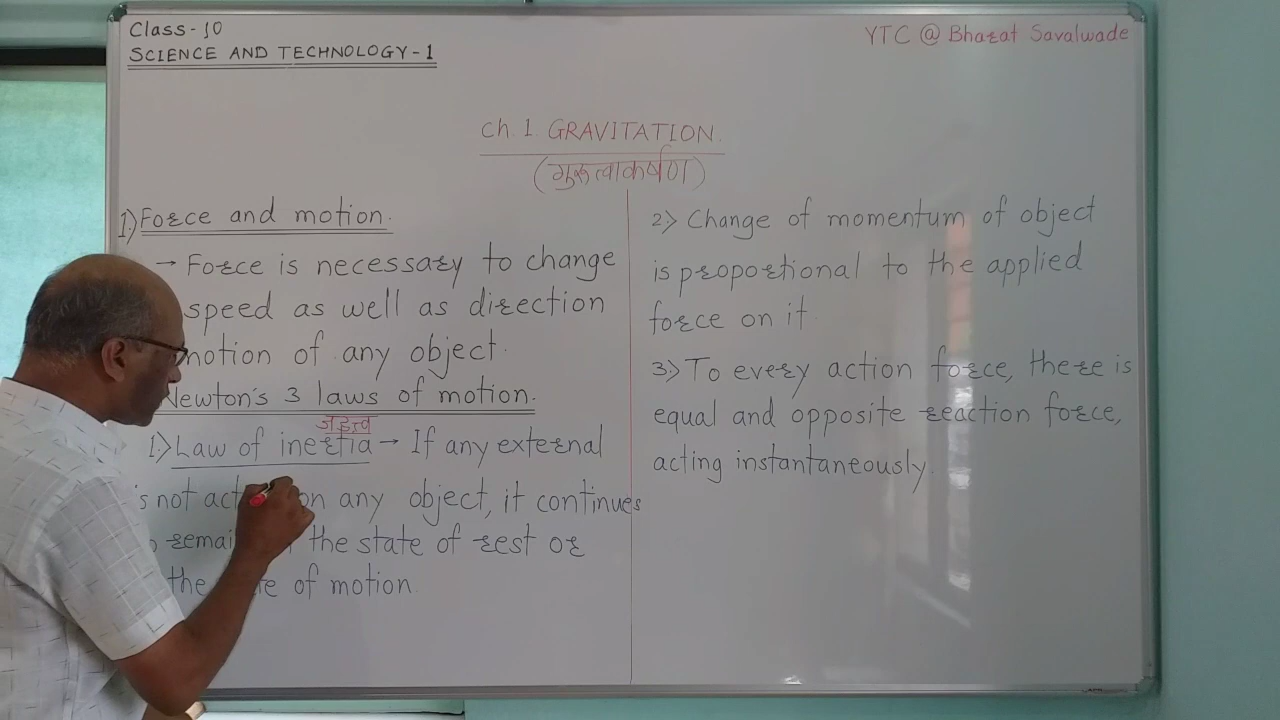 Class-10
SCIENCE AND TECHNOLOGY-1
YTC @ Bharat Savalwade
Ch. 1. GRAVITATION.
(गुरुत्वाकर्षण)
1.) Force and motion.
→ Force is necessary to change
speed as well as direction
motion of any object.
Newton's 3 laws of motion.
जडत्व
1.) Law of inertia → If any external
is not on any object, it continues
the state of rest or
the of motion.
2.) Change of momentum of object
is proportional to the applied
force on it
3.) To every action force, there is
equal and opposite reaction force,
acting instantaneously.